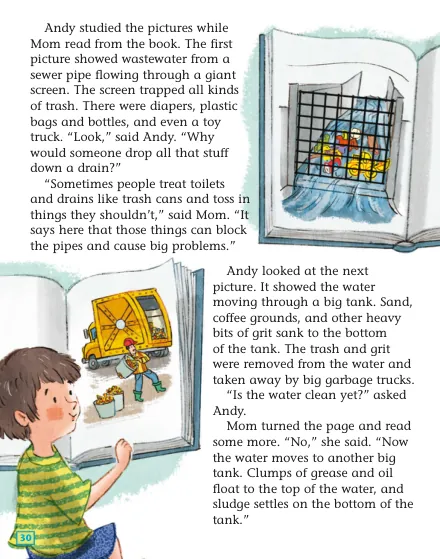 Andy studied the pictures while
Mom read from the book. The first
picture showed wastewater from a
sewer pipe flowing through a giant
screen. The screen trapped all kinds
of trash. There were diapers, plastic
bags and bottles, and even a toy
truck. “Look,” said Andy. “Why
would someone drop all that stuff
down a drain?”
“Sometimes people treat toilets
and drains like trash cans and toss in
things they shouldn’t,” said Mom. “It
says here that those things can block
the pipes and cause big problems.”
Andy looked at the next
picture. It showed the water
moving through a big tank. Sand,
coffee grounds, and other heavy
bits of grit sank to the bottom
of the tank. The trash and grit
were removed from the water and
taken away by big garbage trucks.
“Is the water clean yet?” asked
Andy.
Mom turned the page and read
some more. “No,” she said. “Now
the water moves to another big
tank. Clumps of grease and oil
float to the top of the water, and
sludge settles on the bottom of the
tank.”
30